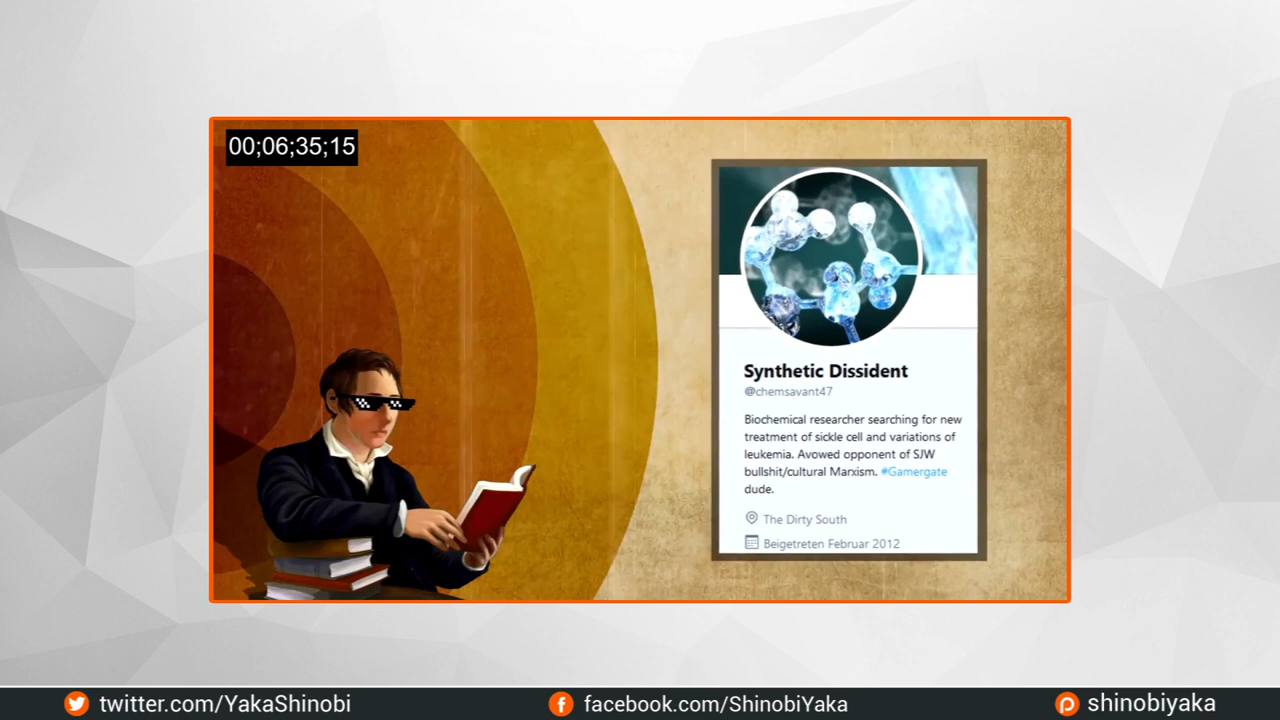 00;06;35;15
Synthetic Dissident
@chemsavant47
Biochemical researcher searching for new
treatment of sickle cell and variations of
leukemia. Avowed opponent of SJW
bullshit/cultural Marxism. #Gamergate
dude.
The Dirty South
Beigetreten Februar 2012
twitter.com/YakaShinobi
facebook.com/ShinobiYaka
shinobiyaka